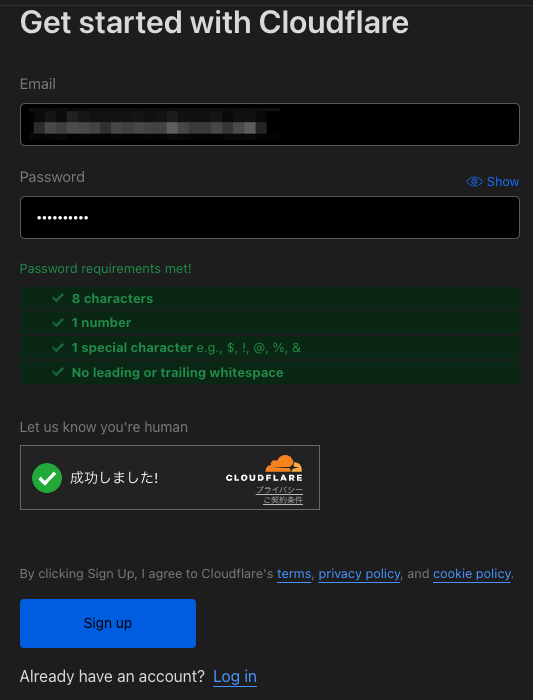 Get started with Cloudflare
Email
Password
Show
••••••••••
Password requirements met!
8 characters
1 number
1 special character e.g., $, !, @, %, &
No leading or trailing whitespace
Let us know you're human
成功しました!
CLOUDFLARE
プライバシー
ご契約条件
By clicking Sign Up, I agree to Cloudflare's terms, privacy policy, and cookie policy.
Sign up
Already have an account? Log in